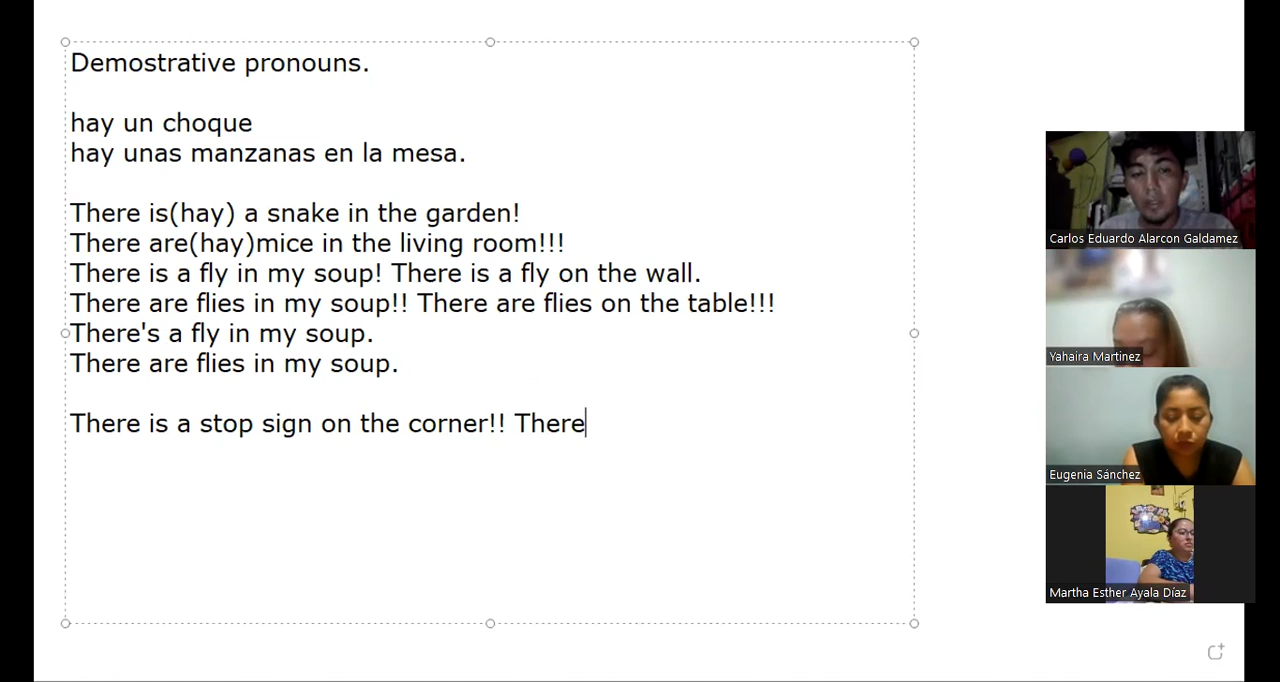 Demostrative pronouns.
hay un choque
hay unas manzanas en la mesa.
There is(hay) a snake in the garden!
There are(hay)mice in the living room!!!
There is a fly in my soup! There is a fly on the wall.
There are flies in my soup!! There are flies on the table!!!
There's a fly in my soup.
There are flies in my soup.
There is a stop sign on the corner!! There
Carlos Eduardo Alarcon Galdamez
Yahaira Martinez
Eugenia Sánchez
Martha Esther Ayala Díaz